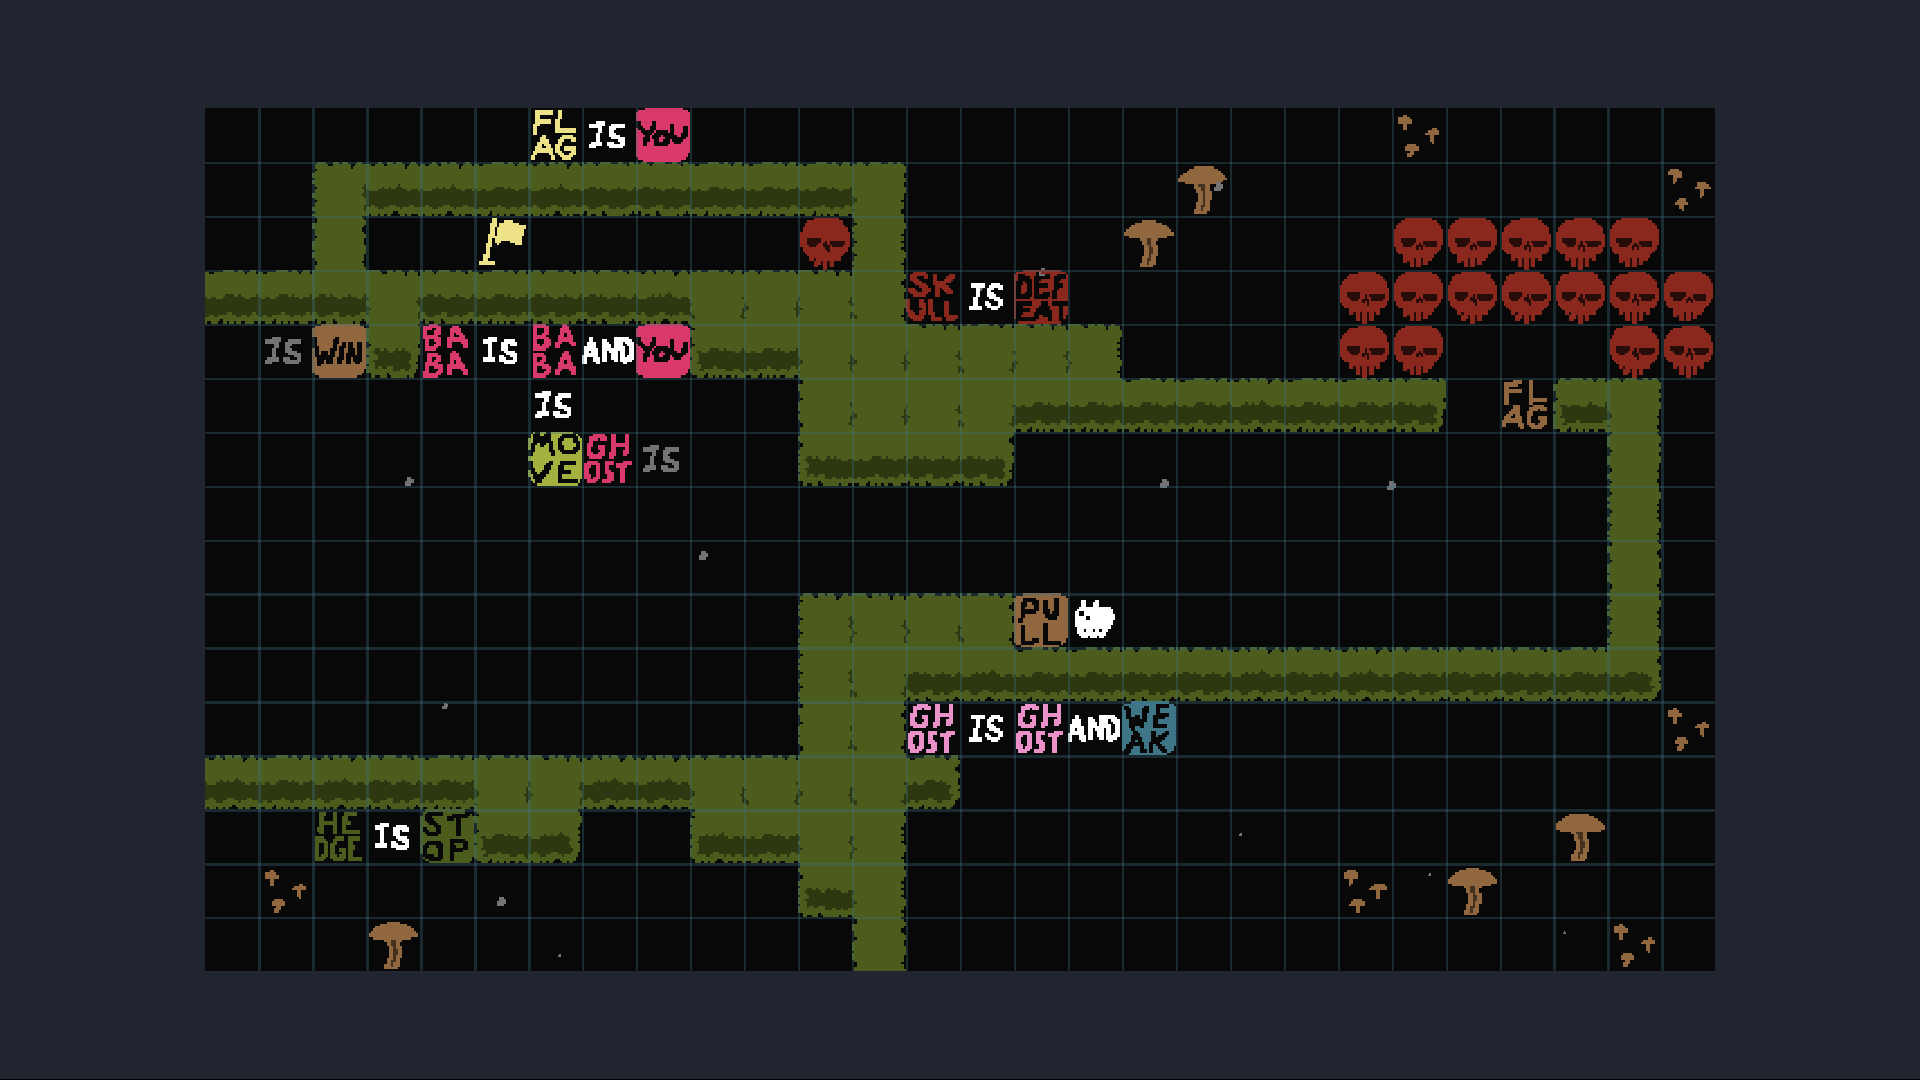 FLAG IS YOU
SKULL IS DEFEAT
IS WIN BABA IS BABA AND YOU
IS FLAG
MOVE GHOST IS
PULL
GHOST IS GHOST AND WEAK
HEDGE IS STOP